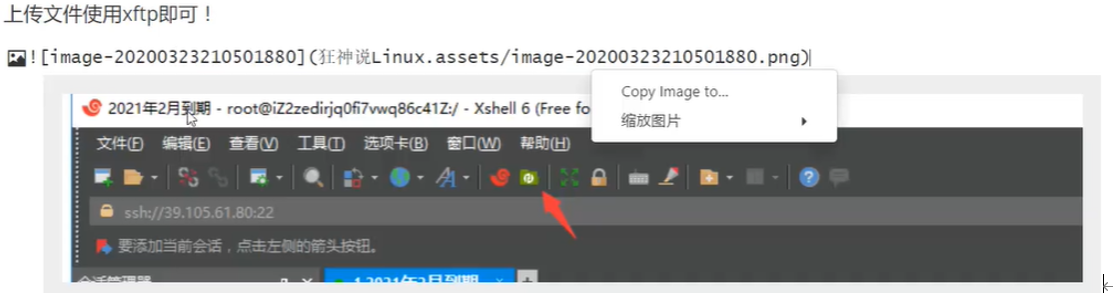 上传文件使用xftp即可！
![image-20200323210501880](狂神说Linux.assets/image-20200323210501880.png)
Copy Image to...
缩放图片
2021年2月到期 - root@iZ2zedirjq0fi7vwq86c41Z:/ - Xshell 6 (Free fo
文件(F) 编辑(E) 查看(V) 工具(T) 选项卡(B) 窗口(W) 帮助(H)
ssh://39.105.61.80:22
要添加当前会话，点击左侧的箭头按钮。
会话管理器 1 2021年2月到期